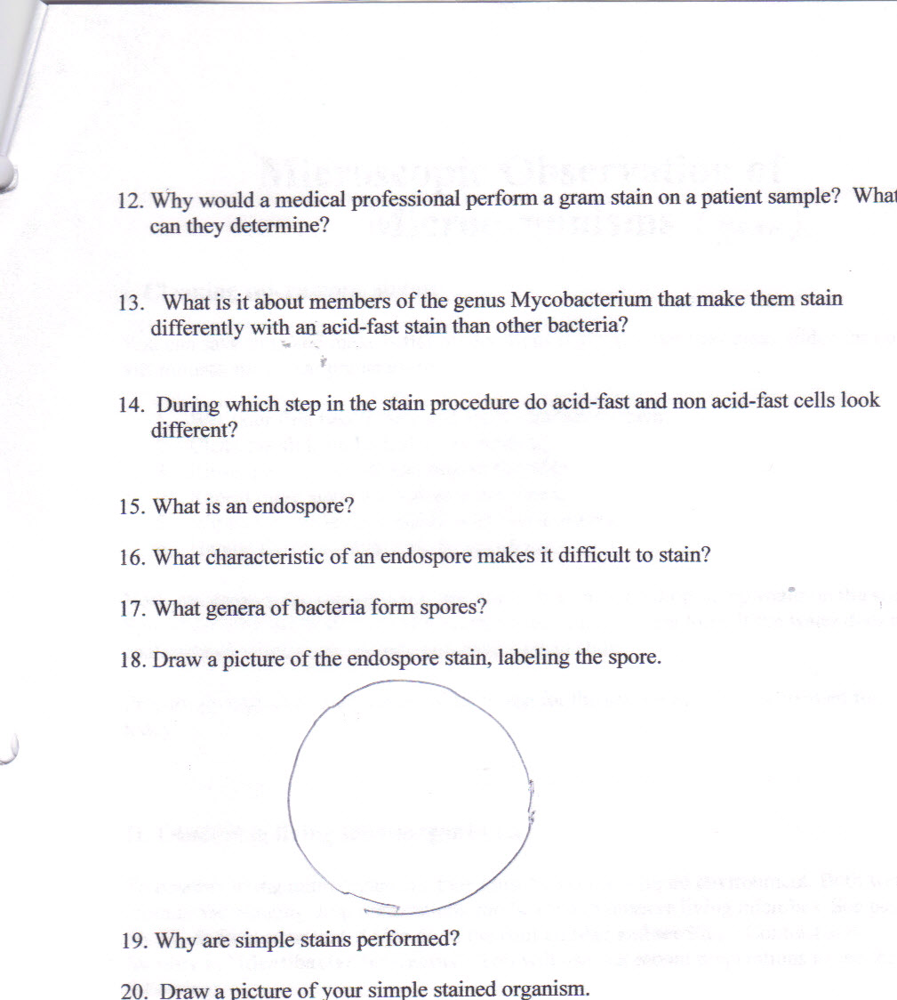 12. Why would a medical professional perform a gram stain on a patient sample? What
can they determine?
13. What is it about members of the genus Mycobacterium that make them stain
differently with an acid-fast stain than other bacteria?
14. During which step in the stain procedure do acid-fast and non acid-fast cells look
different?
15. What is an endospore?
16. What characteristic of an endospore makes it difficult to stain?
17. What genera of bacteria form spores?
18. Draw a picture of the endospore stain, labeling the spore.
19. Why are simple stains performed?
20. Draw a picture of your simple stained organism.